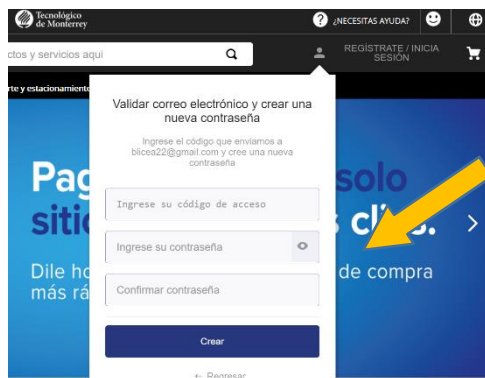 Tecnológico
de Monterrey
¿NECESITAS AYUDA?
ctos y servicios aquí
REGÍSTRATE / INICIA
SESIÓN
rte y estacionamiento
Validar correo electrónico y crear una
nueva contraseña
Ingrese el código que enviamos a
blicea22@gmail.com y cree una nueva
contraseña
Ingrese su código de acceso
Ingrese su contraseña
Confirmar contraseña
Crear
← Regresar
Pag
solo
sitio
clic.
Dile ho
de compra
más rá